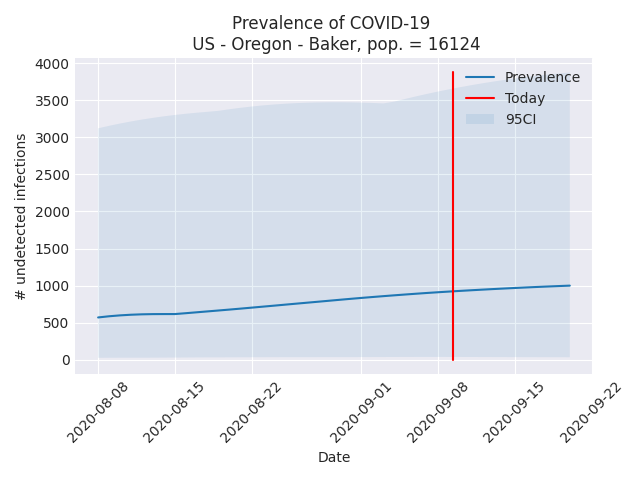 Prevalence of COVID-19
US - Oregon - Baker, pop. = 16124
Prevalence
Today
95CI
# undetected infections
4000
3500
3000
2500
2000
1500
1000
500
0
2020-08-08
2020-08-15
2020-08-22
2020-09-01
2020-09-08
2020-09-15
2020-09-22
Date